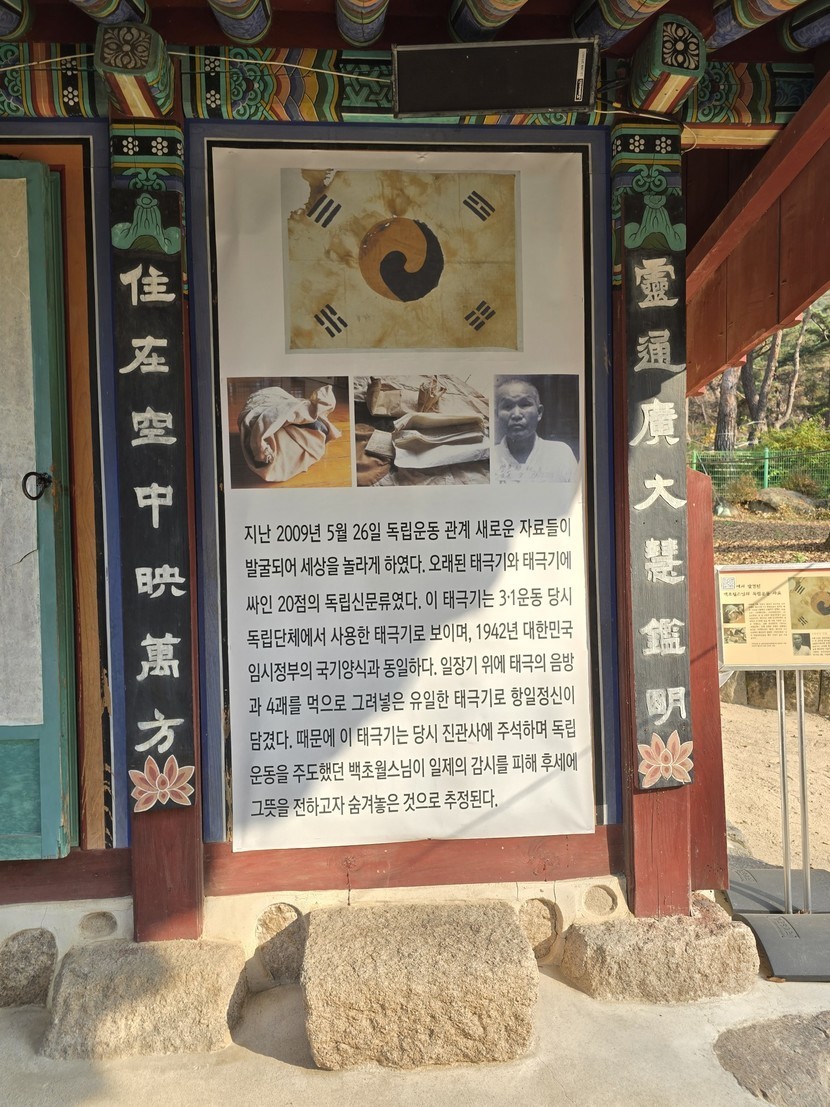 靈通廣大慧鑑明
住在空中映萬方
지난 2009년 5월 26일 독립운동 관계 새로운 자료들이
발굴되어 세상을 놀라게 하였다. 오래된 태극기와 태극기에
싸인 20점의 독립신문류였다. 이 태극기는 3·1운동 당시
독립단체에서 사용한 태극기로 보이며, 1942년 대한민국
임시정부의 국기양식과 동일하다. 일장기 위에 태극의 음방
과 4괘를 먹으로 그려넣은 유일한 태극기로 항일정신이
담겼다. 때문에 이 태극기는 당시 진관사에 주석하며 독립
운동을 주도했던 백초월스님이 일제의 감시를 피해 후세에
그뜻을 전하고자 숨겨놓은 것으로 추정된다.